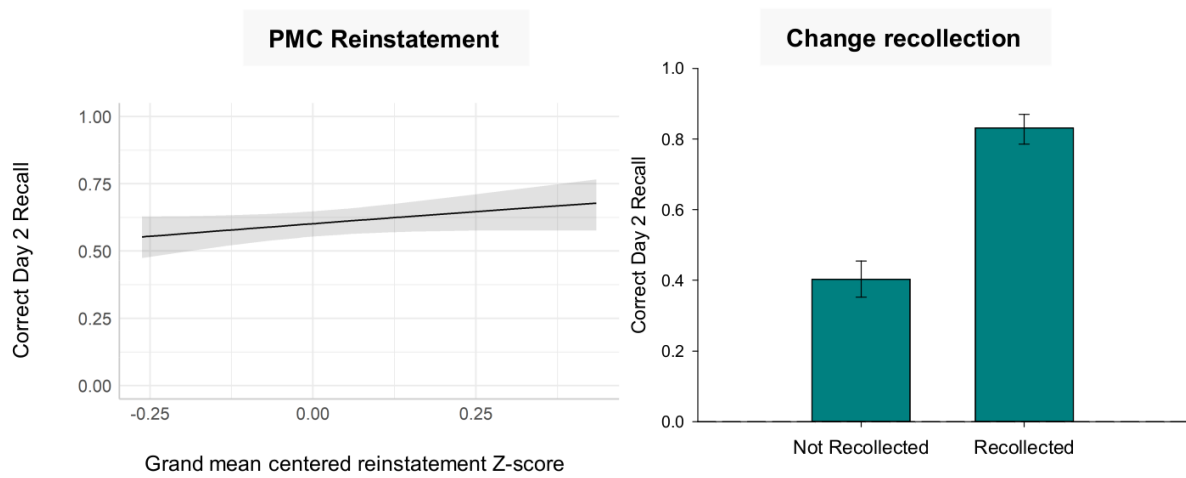 PMC Reinstatement
Correct Day 2 Recall
1.00
0.75
0.50
0.25
0.00
-0.25
0.00
0.25
Grand mean centered reinstatement Z-score
Change recollection
Correct Day 2 Recall
1.0
0.8
0.6
0.4
0.2
0.0
Not Recollected
Recollected